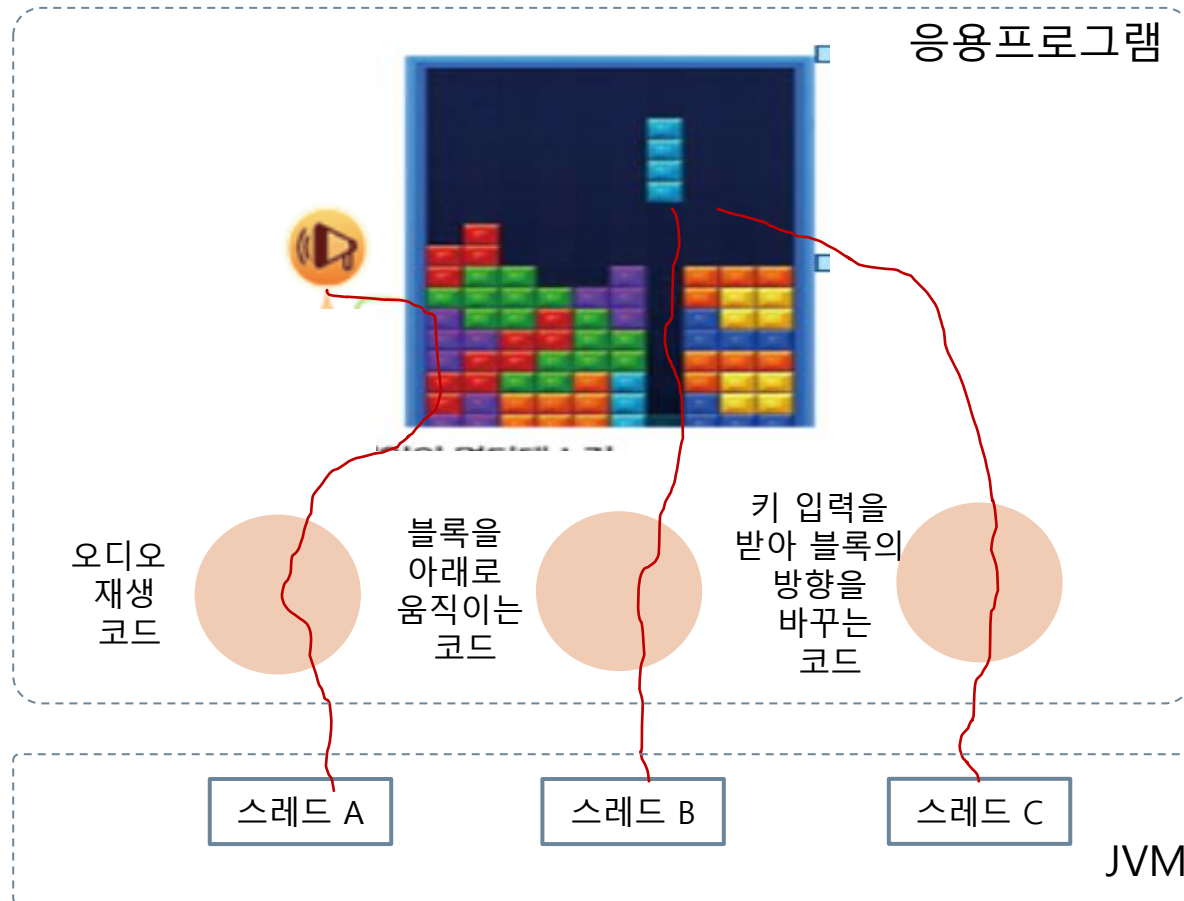 응용프로그램
오디오
재생
코드
블록을
아래로
움직이는
코드
키 입력을
받아 블록의
방향을
바꾸는
코드
스레드 A
스레드 B
스레드 C
JVM